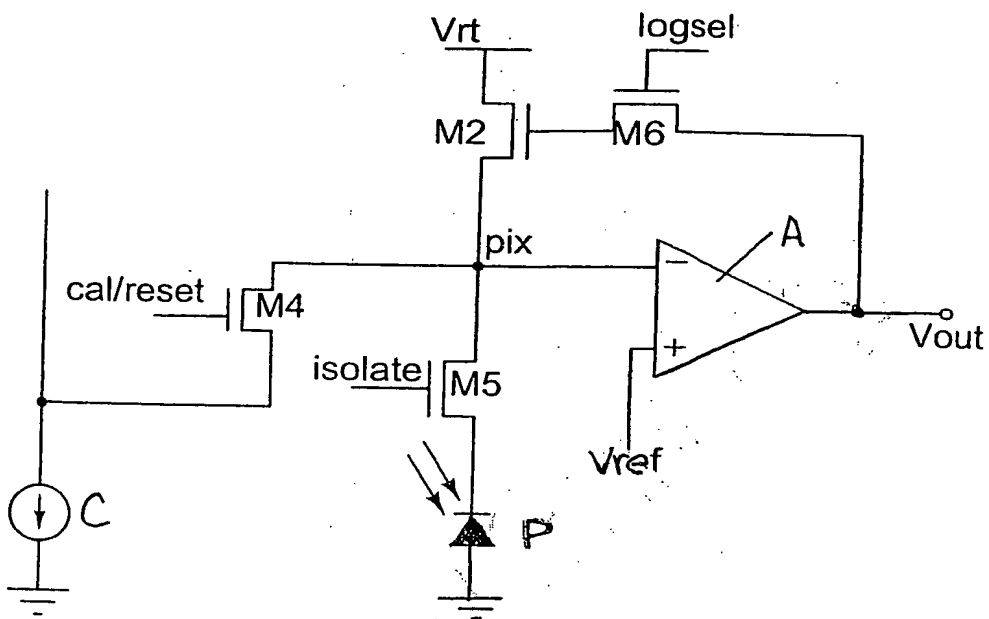 Vrt
logsel
M2
M6
A
pix
cal/reset
M4
−
+
Vout
isolate
M5
Vref
C
P